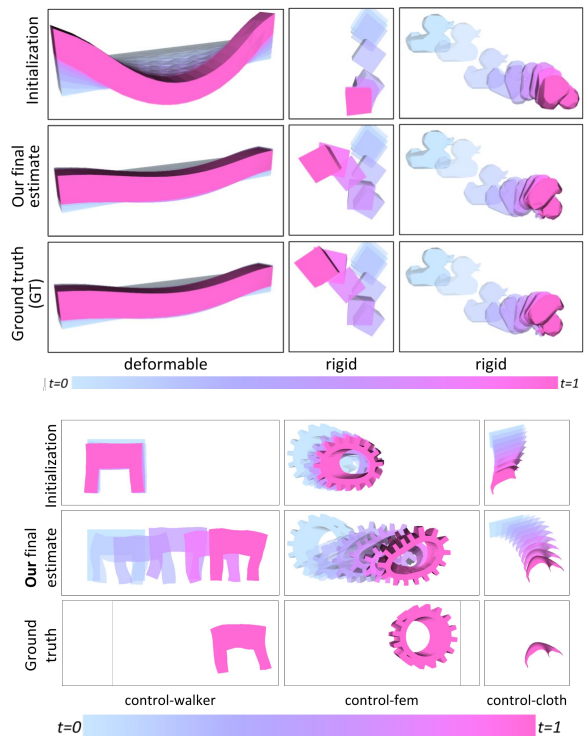 Initialization
Our final
estimate
Ground truth
(GT)
deformable
rigid
rigid
t=0
t=1
Initialization
Our final
estimate
Ground
truth
control-walker
control-fem
control-cloth
t=0
t=1